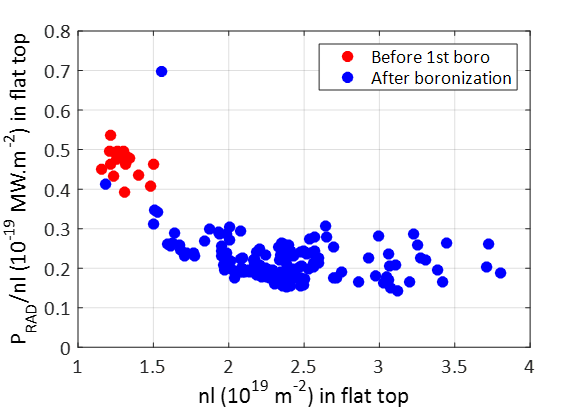 0.8
0.7
0.6
0.5
0.4
0.3
0.2
0.1
0
P_RAD/nl (10^-19 MW.m^-2) in flat top
Before 1st boro
After boronization
1 1.5 2 2.5 3 3.5 4
nl (10^19 m^-2) in flat top